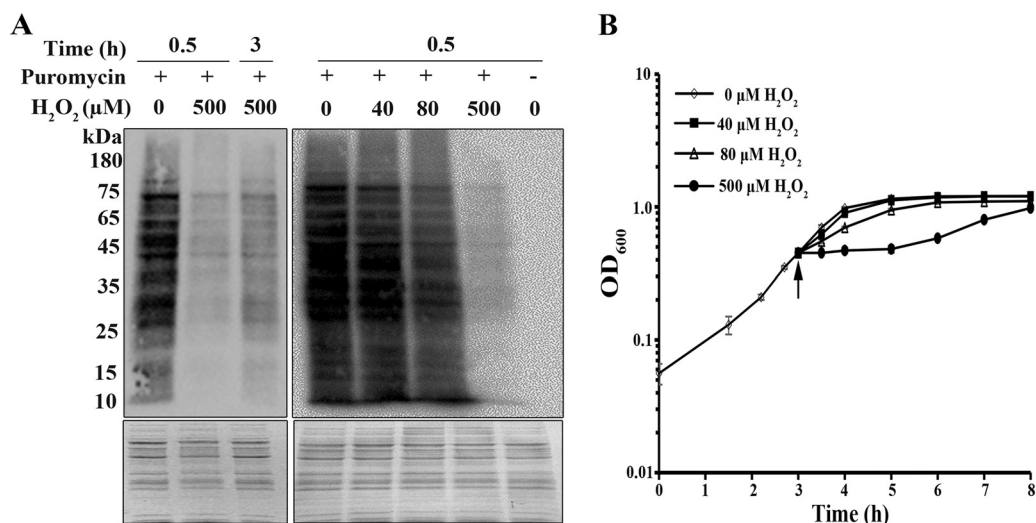 A
Time (h) 0.5 3 0.5
Puromycin + + + + + + + -
H₂O₂ (μM) 0 500 500 0 40 80 500 0
kDa
180
75
65
45
35
25
15
10
B
0 μM H₂O₂
40 μM H₂O₂
80 μM H₂O₂
500 μM H₂O₂
OD₆₀₀
10
1.0
0.1
0.01
0 1 2 3 4 5 6 7 8
Time (h)